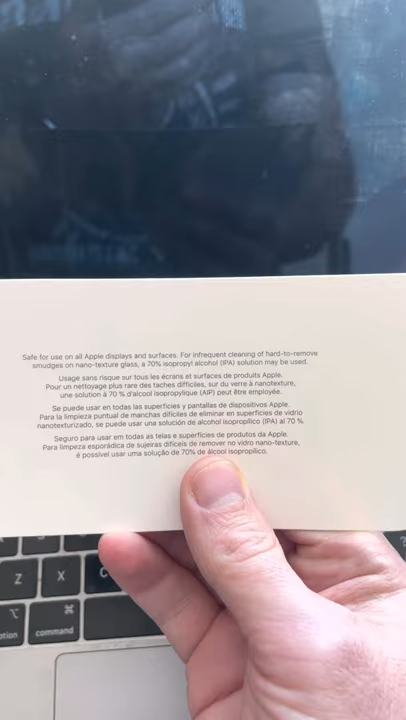 Safe for use on all Apple displays and surfaces. For infrequent cleaning of hard-to-remove
smudges on nano-texture glass, a 70% isopropyl alcohol (IPA) solution may be used.
Usage sans risque sur tous les écrans et surfaces de produits Apple.
Pour un nettoyage plus rare des taches difficiles, sur du verre à nanotexture,
une solution à 70 % d'alcool isopropylique (AIP) peut être employée.
Se puede usar en todas las superficies y pantallas de dispositivos Apple.
Para la limpieza puntual de manchas difíciles de eliminar en superficies de vidrio
nanotexturizado, se puede usar una solución de alcohol isopropílico (IPA) al 70 %.
Seguro para usar em todas as telas e superfícies de produtos da Apple.
Para limpeza esporádica de sujeiras difíceis de remover no vidro nano-texture,
é possível usar uma solução de 70% de álcool isopropílico.
?
Z
X
C
⌥
⌘
option
command